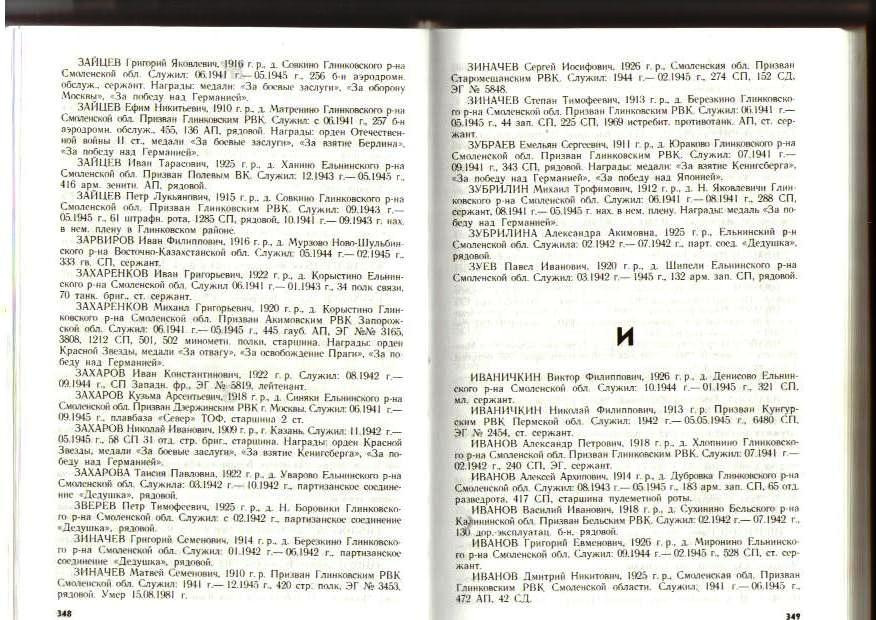 ЗАЙЦЕВ Григорий Яковлевич, 1916 г. р., д. Совкино Глинковского р-на
Смоленской обл. Служил: 06.1941 г.— 05.1945 г., 256 б-н аэродромн.
обслуж., сержант. Награды: медали: «За боевые заслуги», «За оборону
Москвы», «За победу над Германией».
ЗАЙЦЕВ Ефим Никитьевич, 1910 г. р., д. Матренино Глинковского р-на
Смоленской обл. Призван Глинковским РВК. Служил: с 06.1941 г., 257 б-н
аэродромн. обслуж., 455, 136 АП, рядовой. Награды: орден Отечествен-
ной войны II ст., медали «За боевые заслуги», «За взятие Берлина»,
«За победу над Германией».
ЗАЙЦЕВ Иван Тарасович, 1925 г. р., д. Ханино Ельнинского р-на
Смоленской обл. Призван Полевым ВК. Служил: 12.1943 г.— 05.1945 г.,
416 арм. зенитн. АП, рядовой.
ЗАЙЦЕВ Петр Лукьянович, 1915 г. р., д. Совкино Глинковского р-на
Смоленской обл. Призван Глинковским РВК. Служил: 09.1943 г.—
05.1945 г., 61 штрафн. рота, 1285 СП, рядовой, 10.1941 г.— 09.1943 г. нах.
в нем. плену в Глинковском районе.
ЗАРВИРОВ Иван Филиппович, 1916 г. р., д. Мурзово Ново-Шульбин-
ского р-на Восточно-Казахстанской обл. Служил: 05.1944 г.— 02.1945 г.,
333 гв. СП, сержант.
ЗАХАРЕНКОВ Иван Григорьевич, 1922 г. р., д. Корыстино Ельнин-
ского р-на Смоленской обл Служил 06.1941 г.— 01.1943 г., 34 полк связи,
70 танк. бриг., ст. сержант.
ЗАХАРЕНКОВ Михаил Григорьевич, 1920 г. р., д. Корыстино Глин-
ковского р-на Смоленской обл. Призван Акимовским РВК Запорож-
ской обл. Служил: 06.1941 г.— 05.1945 г., 445 гауб. АП, ЭГ №№ 3165,
3808, 1212 СП, 501, 502 минометн. полки, старшина. Награды: орден
Красной Звезды, медали «За отвагу», «За освобождение Праги», «За по-
беду над Германией».
ЗАХАРОВ Иван Константинович, 1922 г. р. Служил: 08.1942 г.—
09.1944 г., СП Западн. фр., ЭГ № 5819, лейтенант.
ЗАХАРОВ Кузьма Арсентьевич, 1918 г. р., д. Синяки Ельнинского р-на
Смоленской обл. Призван Дзержинским РВК г. Москвы. Служил: 06.1941 г.—
09.1945 г., плавбаза «Север» ТОФ, старшина 2 ст.
ЗАХАРОВ Николай Иванович, 1909 г. р., г. Казань. Служил: 11.1942 г.—
05.1945 г., 58 СП 31 отд. стр. бриг., старшина. Награды: орден Красной
Звезды, медали «За боевые заслуги», «За взятие Кенигсберга», «За по-
беду над Германией».
ЗАХАРОВА Таисия Павловна, 1922 г. р., д. Уварово Ельнинского р-на
Смоленской обл. Служила: 03.1942 г.— 10.1942 г., партизанское соедине-
ние «Дедушка», рядовой.
ЗВЕРЕВ Петр Тимофеевич, 1925 г. р., д. Н. Боровики Глинковско-
го р-на Смоленской обл. Служил: с 02.1942 г., партизанское соединение
«Дедушка», рядовой.
ЗИНАЧЕВ Григорий Семенович, 1914 г. р., д. Березкино Глинковско-
го р-на Смоленской обл. Служил: 01.1942 г.— 06.1942 г., партизанское
соединение «Дедушка», рядовой.
ЗИНАЧЕВ Матвей Семенович, 1910 г. р. Призван Глинковским РВК
Смоленской обл. Служил: 1941 г.— 12.1945 г., 420 стр. полк, ЭГ № 3453,
рядовой. Умер 15.08.1981 г.
348
ЗИНАЧЕВ Сергей Иосифович, 1926 г. р., Смоленская обл. Призван
Старомещанским РВК. Служил: 1944 г.— 02.1945 г., 274 СП, 152 СД,
ЭГ № 5848.
ЗИНАЧЕВ Степан Тимофеевич, 1913 г. р., д. Березкино Глинковско-
го р-на Смоленской обл. Призван Глинковским РВК. Служил: 06.1941 г.—
05.1945 г., 44 зап. СП, 225 СП, 1969 истребит. противотанк. АП, ст. сер-
жант.
ЗУБРАЕВ Емельян Сергеевич, 1911 г. р., д. Юраково Глинковского р-на
Смоленской обл. Призван Глинковским РВК. Служил: 07.1941 г.—
09.1941 г., 343 СП, рядовой. Награды: медали: «За взятие Кенигсберга»,
«За победу над Германией», «За победу над Японией».
ЗУБРИЛИН Михаил Трофимович, 1912 г. р., д. Н. Яковлевичи Глин-
ковского р-на Смоленской обл. Служил: 06.1941 г.— 08.1941 г., 288 СП,
сержант, 08.1941 г.— 05.1945 г. нах. в нем. плену. Награды: медаль «За по-
беду над Германией».
ЗУБРИЛИНА Александра Акимовна, 1925 г. р., Ельнинский р-н
Смоленской обл. Служила: 02.1942 г.— 07.1942 г., парт. соед. «Дедушка»,
рядовой.
ЗУЕВ Павел Иванович, 1920 г. р., д. Шипели Ельнинского р-на
Смоленской обл. Служил: 03.1942 г.— 1945 г., 132 арм. зап. СП, рядовой.
И
ИВАНИЧКИН Виктор Филиппович, 1926 г. р., д. Денисово Ельнин-
ского р-на Смоленской обл. Служил: 10.1944 г.— 01.1945 г., 321 СП,
мл. сержант.
ИВАНИЧКИН Николай Филиппович, 1913 г. р. Призван Кунгур-
ским РВК Пермской обл. Служил: 1942 г.— 05.05.1945 г., 6480 СП,
ЭГ № 2454, ст. сержант.
ИВАНОВ Александр Петрович, 1918 г. р., д. Хлопнино Глинковско-
го р-на Смоленской обл. Призван Глинковским РВК. Служил: 07.1941 г.—
02.1942 г., 240 СП, ЭГ, сержант.
ИВАНОВ Алексей Архипович, 1914 г. р., д. Дубровка Глинковского р-на
Смоленской обл. Служил: 08.1943 г.— 05.1945 г., 183 арм. зап. СП, 65 отд.
разведрота, 417 СП, старшина пулеметной роты.
ИВАНОВ Василий Иванович, 1918 г. р., д. Сухинино Бельского р-на
Калининской обл. Призван Бельским РВК. Служил: 02.1942 г.— 07.1942 г.,
130 дор.-эксплуатац. б-н, рядовой.
ИВАНОВ Григорий Евменович, 1926 г. р., д. Миронино Ельнинско-
го р-на Смоленской обл. Служил: 09.1944 г.— 02.1945 г., 528 СП, ст. сер-
жант.
ИВАНОВ Дмитрий Никитович, 1925 г. р., Смоленская обл. Призван
Глинковским РВК Смоленской области. Служил: 1941 г.— 06.1945 г.,
472 АП, 42 СД.
349